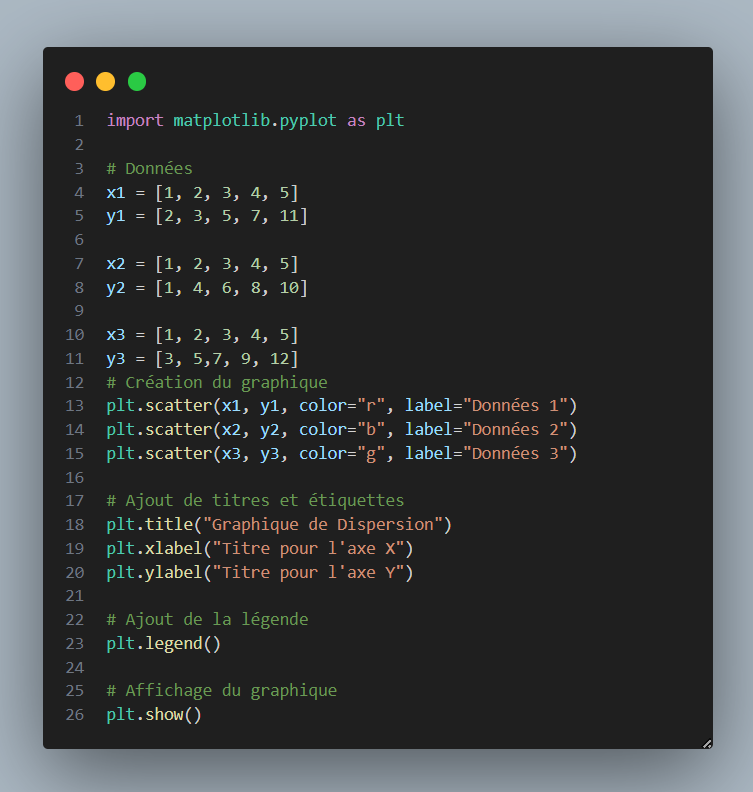 1 import matplotlib.pyplot as plt
2
3 # Données
4 x1 = [1, 2, 3, 4, 5]
5 y1 = [2, 3, 5, 7, 11]
6
7 x2 = [1, 2, 3, 4, 5]
8 y2 = [1, 4, 6, 8, 10]
9
10 x3 = [1, 2, 3, 4, 5]
11 y3 = [3, 5,7, 9, 12]
12 # Création du graphique
13 plt.scatter(x1, y1, color="r", label="Données 1")
14 plt.scatter(x2, y2, color="b", label="Données 2")
15 plt.scatter(x3, y3, color="g", label="Données 3")
16
17 # Ajout de titres et étiquettes
18 plt.title("Graphique de Dispersion")
19 plt.xlabel("Titre pour l'axe X")
20 plt.ylabel("Titre pour l'axe Y")
21
22 # Ajout de la légende
23 plt.legend()
24
25 # Affichage du graphique
26 plt.show()